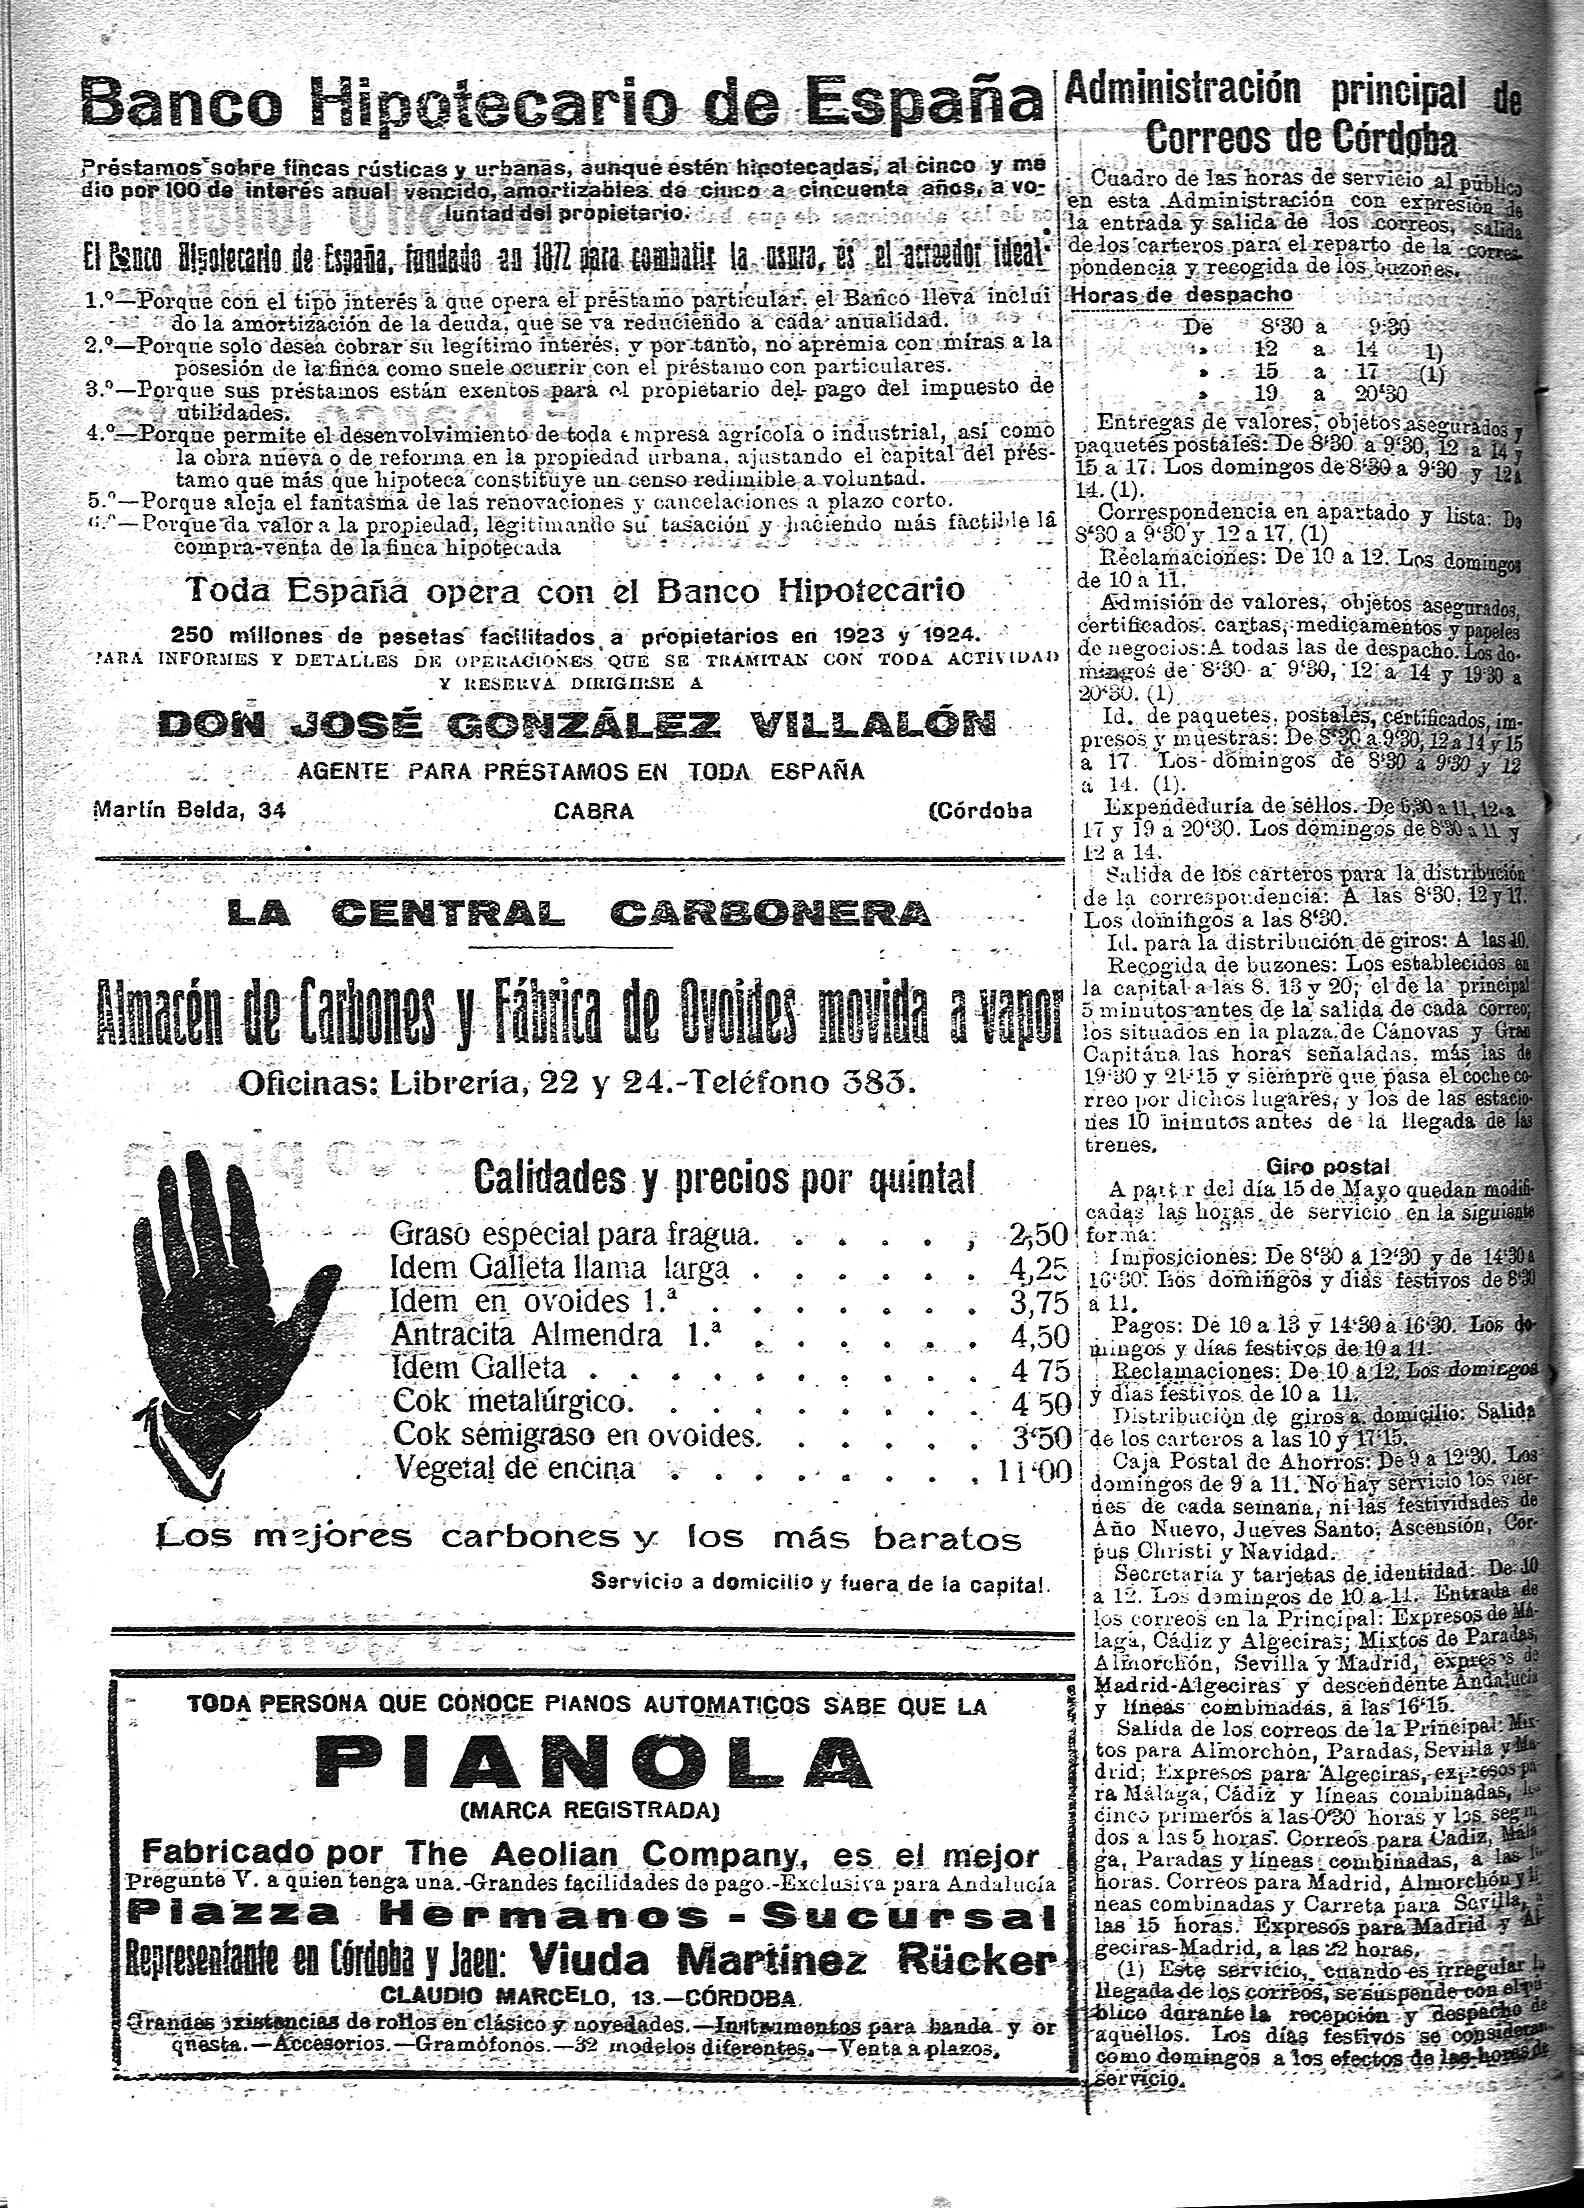 Banco Hipotecario de España
Préstamos sobre fincas rústicas y urbanas, aunque estén hipotecadas, al cinco y me
dio por 100 de interés anual vencido, amortizables de cinco a cincuenta años, a vo-
luntad del propietario.
El Banco Hipotecario de España, fundado en 1872 para combatir la usura, es el acreedor ideal:
1.º—Porque con el tipo interés a que opera el préstamo particular, el Banco lleva inclui
do la amortización de la deuda, que se va reduciendo a cada anualidad.
2.º—Porque solo desea cobrar su legítimo interés, y por tanto, no apremia con miras a la
posesión de la finca como suele ocurrir con el préstamo con particulares.
3.º—Porque sus préstamos están exentos para el propietario del pago del impuesto de
utilidades.
4.º—Porque permite el desenvolvimiento de toda empresa agrícola o industrial, así como
la obra nueva o de reforma en la propiedad urbana, ajustando el capital del prés-
tamo que más que hipoteca constituye un censo redimible a voluntad.
5.º—Porque aloja el fantasma de las renovaciones y cancelaciones a plazo corto.
6.º—Porque da valor a la propiedad, legitimando su tasación y haciendo más factible la
compra-venta de la finca hipotecada
Toda España opera con el Banco Hipotecario
250 millones de pesetas facilitados a propietarios en 1923 y 1924.
PARA INFORMES Y DETALLES DE OPERACIONES QUE SE TRAMITAN CON TODA ACTIVIDAD
Y RESERVA DIRIGIRSE A
DON JOSÉ GONZÁLEZ VILLALÓN
AGENTE PARA PRÉSTAMOS EN TODA ESPAÑA
Martín Belda, 34 CABRA (Córdoba
LA CENTRAL CARBONERA
Almacén de Carbones y Fábrica de Ovoides movida a vapor
Oficinas: Librería, 22 y 24.-Teléfono 383.
Calidades y precios por quintal
Graso especial para fragua. . . . . , 2,50
Idem Galleta llama larga . . . . . . 4,25
Idem en ovoides 1.ª . . . . . . . 3,75
Antracita Almendra 1.ª . . . . . . 4,50
Idem Galleta . . . . . . . . . . 4 75
Cok metalúrgico. . . . . . . . . 4 50
Cok semigraso en ovoides. . . . . . 3'50
Vegetal de encina . . . . . . . . 11'00
Los mejores carbones y los más baratos
Servicio a domicilio y fuera de la capital.
TODA PERSONA QUE CONOCE PIANOS AUTOMATICOS SABE QUE LA
PIANOLA
(MARCA REGISTRADA)
Fabricado por The Aeolian Company, es el mejor
Pregunte V. a quien tenga una.-Grandes facilidades de pago.-Exclusiva para Andalucía
Piazza Hermanos - Sucursal
Representante en Córdoba y Jaen: Viuda Martínez Rücker
CLAUDIO MARCELO, 13.—CÓRDOBA.
Grandes existencias de rollos en clásico y novedades.—Instrumentos para banda y or
questa.—Accesorios.—Gramófonos.—32 modelos diferentes.—Venta a plazos.
Administración principal de
Correos de Córdoba
Cuadro de las horas de servicio al público
en esta Administración con expresión de
la entrada y salida de los correos, salida
de los carteros para el reparto de la corres
pondencia y recogida de los buzones.
Horas de despacho
De 8'30 a 9'30
» 12 a 14 1)
» 15 a 17 (1)
» 19 a 20'30
Entregas de valores, objetos asegurados y
paquetes postales: De 8'30 a 9'30, 12 a 14 y
15 a 17. Los domingos de 8'30 a 9'30 y 12 a
14. (1).
Correspondencia en apartado y lista: De
8'30 a 9'30 y 12 a 17. (1)
Reclamaciones: De 10 a 12. Los domingos
de 10 a 11.
Admisión de valores, objetos asegurados,
certificados, cartas, medicamentos y papeles
de negocios: A todas las de despacho. Los do-
mingos de 8'30 a 9'30, 12 a 14 y 19'30 a
20'30. (1)
Id. de paquetes, postales, certificados, im-
presos y muestras: De 8'30 a 9'30, 12 a 14 y 15
a 17. Los domingos de 8'30 a 9'30 y 12
a 14. (1).
Expendeduría de sellos. De 6,30 a 11, 12 a
17 y 19 a 20'30. Los domingos de 8'30 a 11 y
12 a 14.
Salida de los carteros para la distribución
de la correspondencia: A las 8'30, 12 y 17.
Los domingos a las 8'30.
Id. para la distribución de giros: A las 10.
Recogida de buzones: Los establecidos en
la capital a las 8, 13 y 20; el de la principal
5 minutos antes de la salida de cada correo;
los situados en la plaza de Cánovas y Gran
Capitána las horas señaladas, más las de
19'30 y 21'15 y siempre que pasa el coche co-
rreo por dichos lugares, y los de las estacio-
nes 10 minutos antes de la llegada de las
trenes.
Giro postal
A partir del día 15 de Mayo quedan modifi-
cadas las horas de servicio en la siguiente
forma:
Imposiciones: De 8'30 a 12'30 y de 14'30 a
16'30. Los domingos y dias festivos de 8'30
a 11.
Pagos: De 10 a 13 y 14'30 a 16'30. Los do-
mingos y días festivos de 10 a 11.
Reclamaciones: De 10 a 12. Los domingos
y días festivos de 10 a 11.
Distribución de giros a domicilio: Salida
de los carteros a las 10 y 17'15.
Caja Postal de Ahorros: De 9 a 12'30. Los
domingos de 9 a 11. No hay servicio los vier-
nes de cada semana, ni las festividades de
Año Nuevo, Jueves Santo, Ascensión, Cor-
pus Christi y Navidad.
Secretaría y tarjetas de identidad: De 10
a 12. Los domingos de 10 a 11. Entrada de
los correos en la Principal: Expresos de Má-
laga, Cádiz y Algeciras; Mixtos de Paradas,
Almorchón, Sevilla y Madrid, expresos de
Madrid-Algeciras y descendente Andalucía
y líneas combinadas, a las 16'15.
Salida de los correos de la Principal: Mix-
tos para Almorchón, Paradas, Sevilla y Ma-
drid; Expresos para Algeciras, expresos pa
ra Málaga, Cádiz y líneas combinadas, los
cinco primeros a las 0'30 horas y los segun
dos a las 5 horas. Correos para Cádiz, Mála
ga, Paradas y líneas combinadas, a las
horas. Correos para Madrid, Almorchón y lí
neas combinadas y Carreta para Sevilla, a
las 15 horas. Expresos para Madrid y Al-
geciras-Madrid, a las 22 horas.
(1) Este servicio, cuando es irregular la
llegada de los correos, se suspende con el pú-
blico durante la recepción y despacho de
aquéllos. Los días festivos se consideran
como domingos a los efectos de las horas de
servicio.